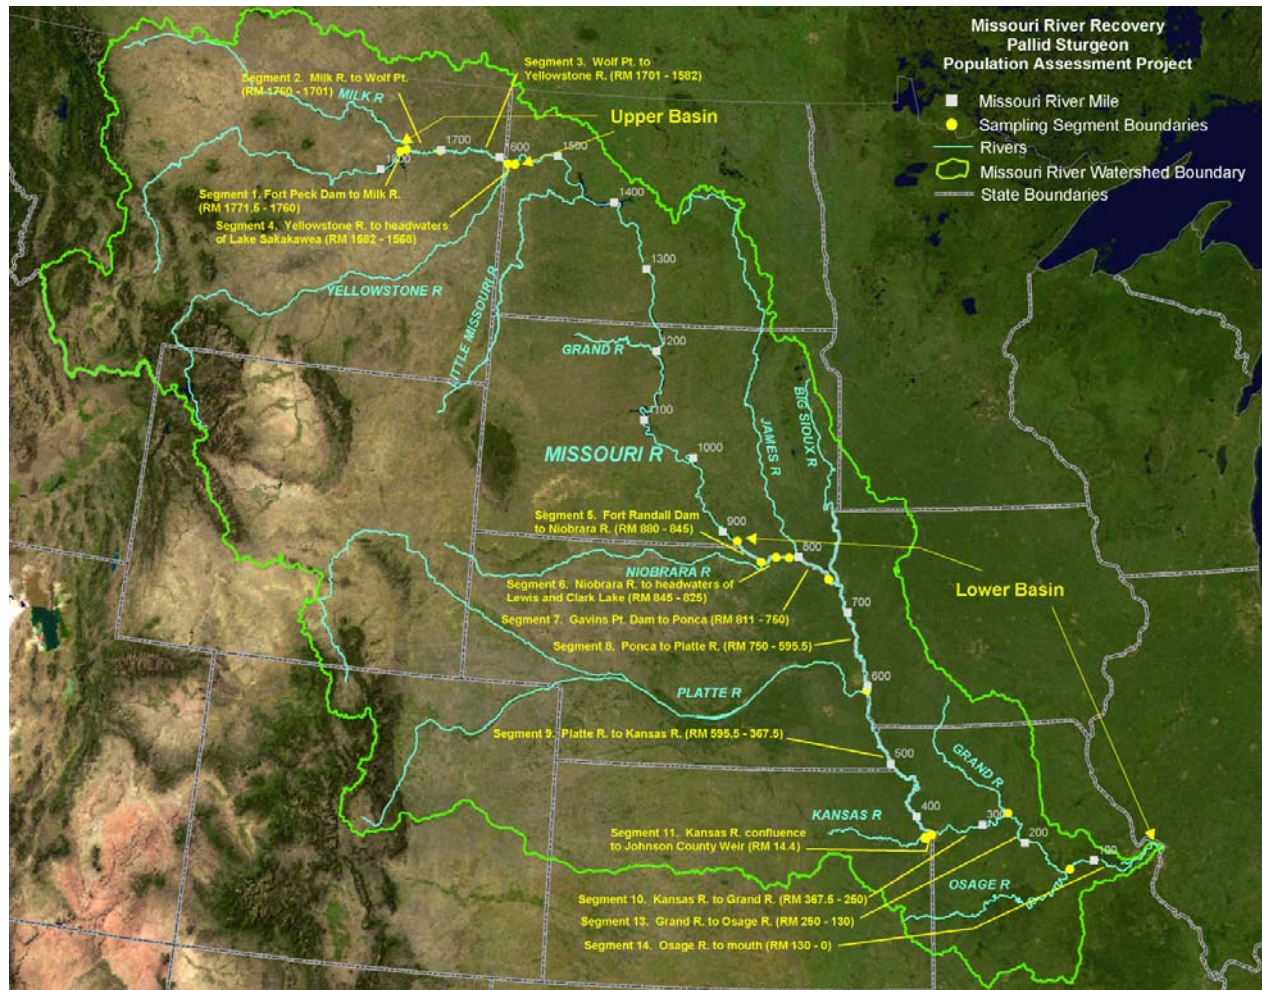 Missouri River Recovery
Pallid Sturgeon
Population Assessment Project
Missouri River Mile
Sampling Segment Boundaries
Rivers
Missouri River Watershed Boundary
State Boundaries
Segment 3. Wolf Pt. to
Yellowstone R. (RM 1701 - 1582)
Segment 2. Milk R. to Wolf Pt.
(RM 1760 - 1701)
MILK R
Upper Basin
1700
600
1500
1800
1400
Segment 1. Fort Peck Dam to Milk R.
(RM 1771.5 - 1760)
Segment 4. Yellowstone R. to headwaters
of Lake Sakakawea (RM 1582 - 1568)
1300
YELLOWSTONE R
LITTLE MISSOURI R
GRAND R
1200
1100
BIG SIOUX R
JAMES R
MISSOURI R
1000
Segment 5. Fort Randall Dam
to Niobrara R. (RM 880 - 845)
900
800
NIOBRARA R
Segment 6. Niobrara R. to headwaters of
Lewis and Clark Lake (RM 845 - 825)
Lower Basin
700
Segment 7. Gavins Pt. Dam to Ponca (RM 811 - 750)
Segment 8. Ponca to Platte R. (RM 750 - 595.5)
600
PLATTE R
Segment 9. Platte R. to Kansas R. (RM 595.5 - 367.5)
500
GRAND R
400
KANSAS R
300
Segment 11. Kansas R. confluence
to Johnson County Weir (RM 14.4)
200
100
OSAGE R
Segment 10. Kansas R. to Grand R. (RM 367.5 - 250)
Segment 13. Grand R. to Osage R. (RM 250 - 130)
Segment 14. Osage R. to mouth (RM 130 - 0)